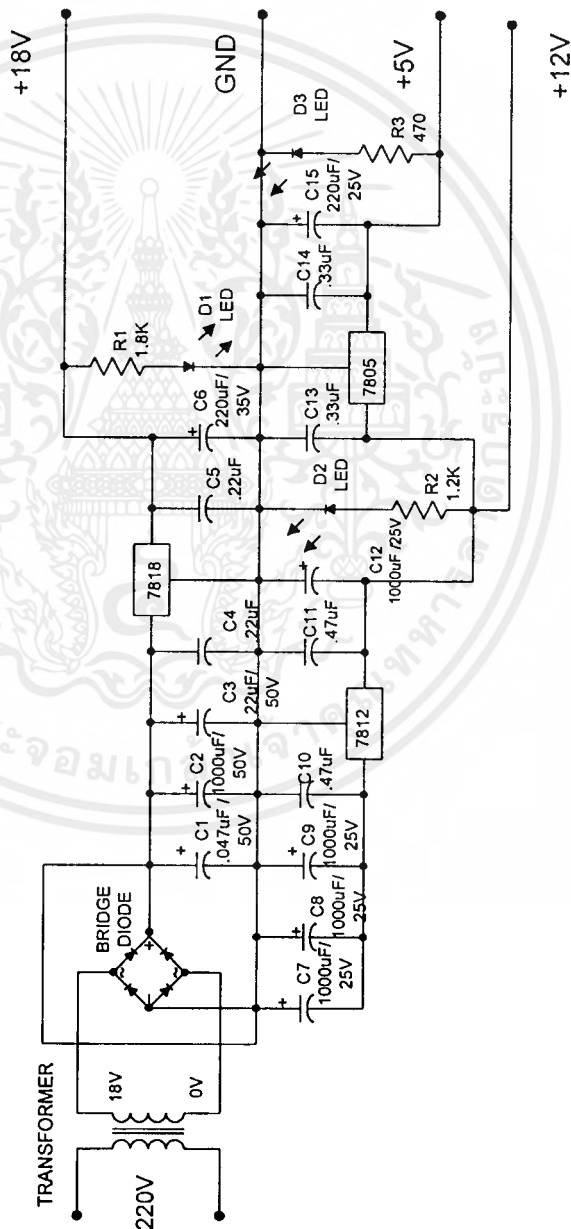 TRANSFORMER
220V
18V
0V
BRIDGE
DIODE
C1
.047uF/
50V
C2
1000uF/
50V
C3
22uF/
50V
C4
.22uF
7818
C5
.22uF
C6
220uF/
35V
R1
1.8K
D1
LED
+18V
GND
C7
1000uF/
25V
C8
1000uF/
25V
C9
1000uF/
25V
C10
.47uF
7812
C11
.47uF
C12
1000uF/25V
D2
LED
R2
1.2K
C13
.33uF
7805
C14
.33uF
C15
220uF/
25V
D3
LED
R3
470
+5V
+12V